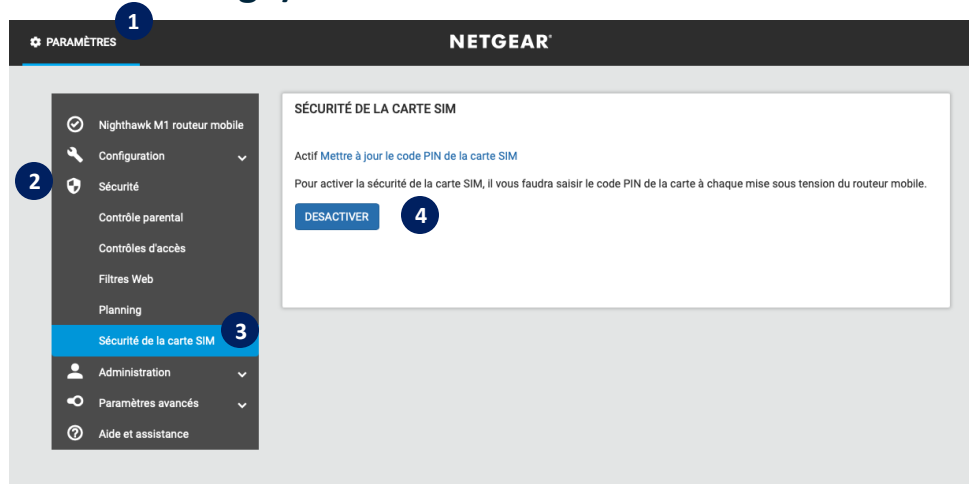 1
PARAMÈTRES
NETGEAR®
Nighthawk M1 routeur mobile
Configuration
2
Sécurité
Contrôle parental
Contrôles d'accès
Filtres Web
Planning
Sécurité de la carte SIM
3
Administration
Paramètres avancés
Aide et assistance
SÉCURITÉ DE LA CARTE SIM
Actif Mettre à jour le code PIN de la carte SIM
Pour activer la sécurité de la carte SIM, il vous faudra saisir le code PIN de la carte à chaque mise sous tension du routeur mobile.
DESACTIVER
4